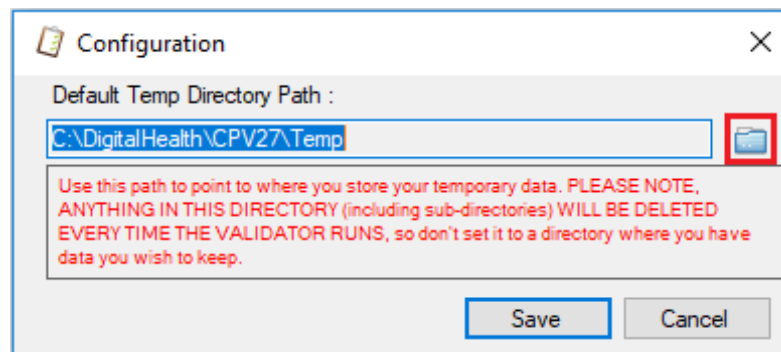 Configuration
Default Temp Directory Path :
C:\DigitalHealth\CPV27\Temp
Use this path to point to where you store your temporary data. PLEASE NOTE,
ANYTHING IN THIS DIRECTORY (including sub-directories) WILL BE DELETED
EVERY TIME THE VALIDATOR RUNS, so don't set it to a directory where you have
data you wish to keep.
Save Cancel